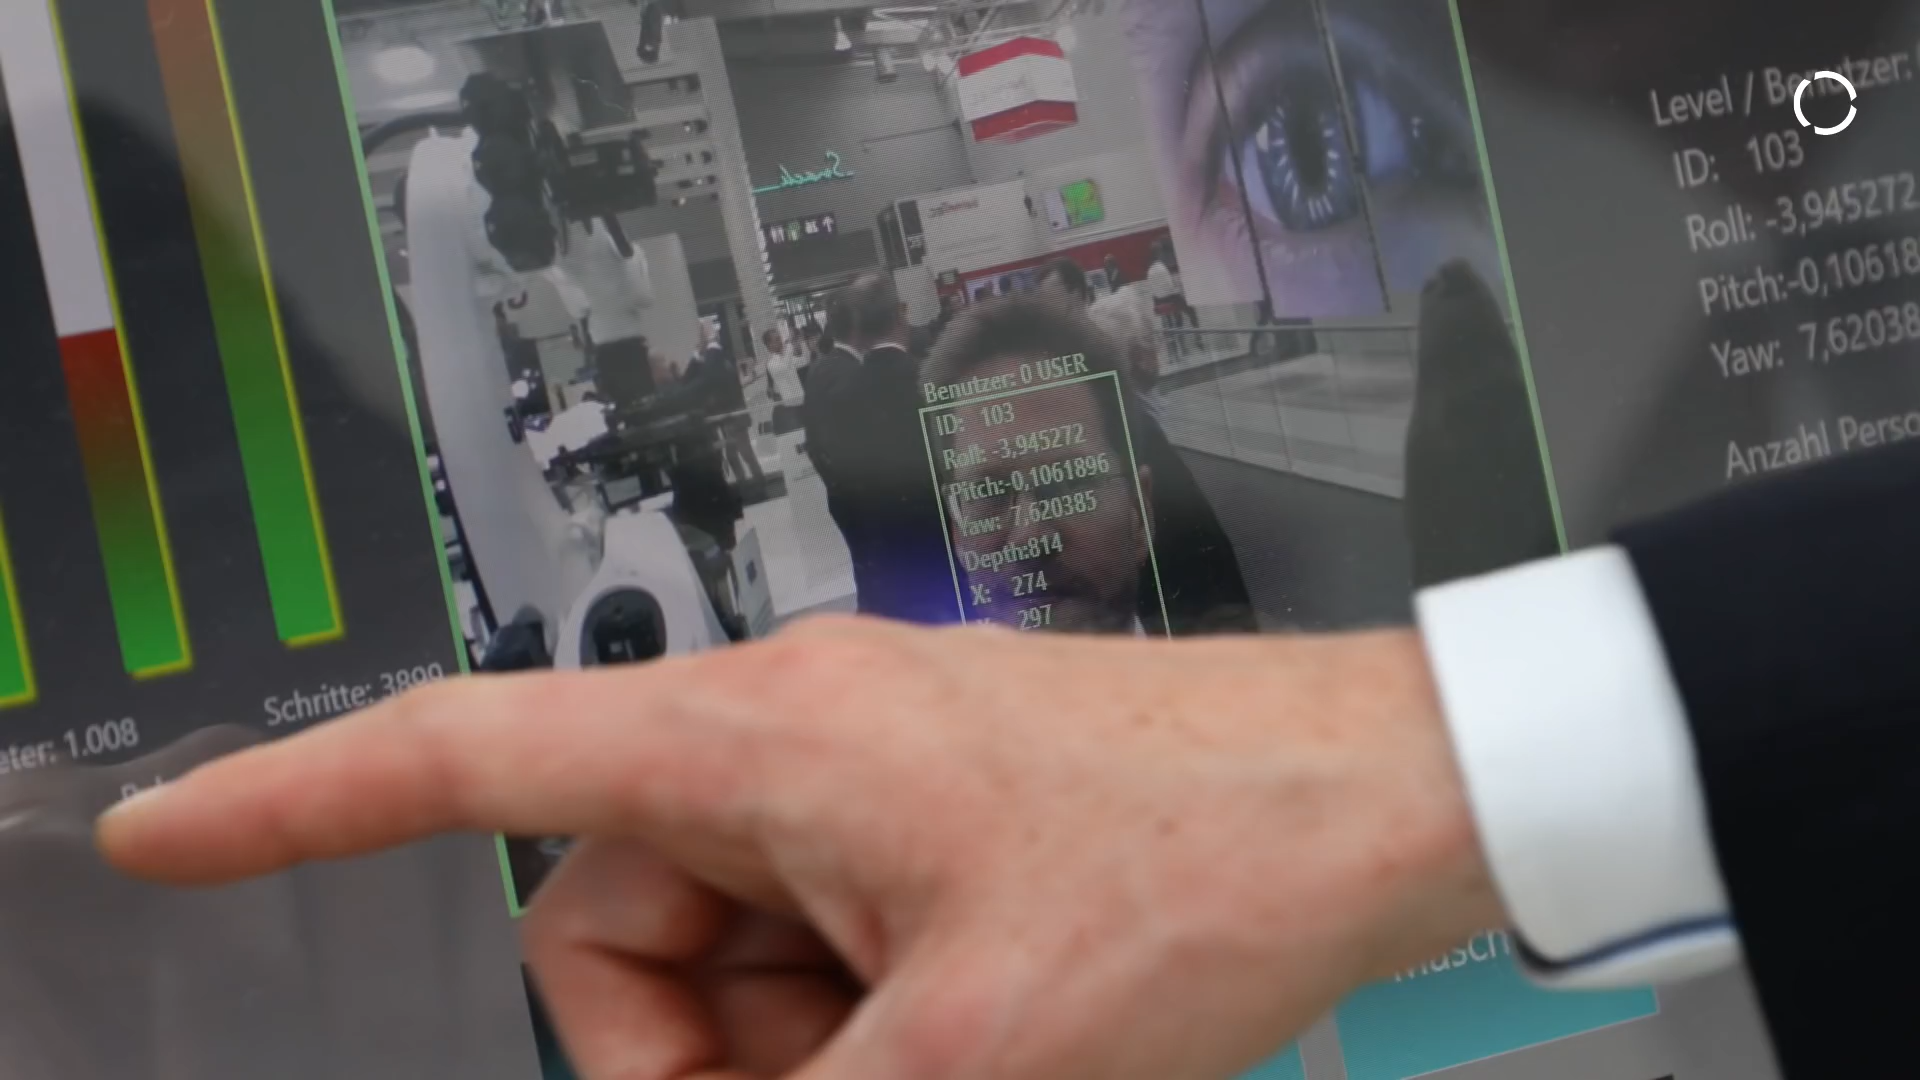 Level / Benutzer:
ID: 103
Roll: -3,945272
Pitch:-0,10618
Yaw: 7,62038
Anzahl Perso
Benutzer: 0 USER
ID: 103
Roll: -3,945272
Pitch:-0,1061896
Yaw: 7,620385
Depth:814
X: 274
297
Schritte: 3899
eter: 1.008